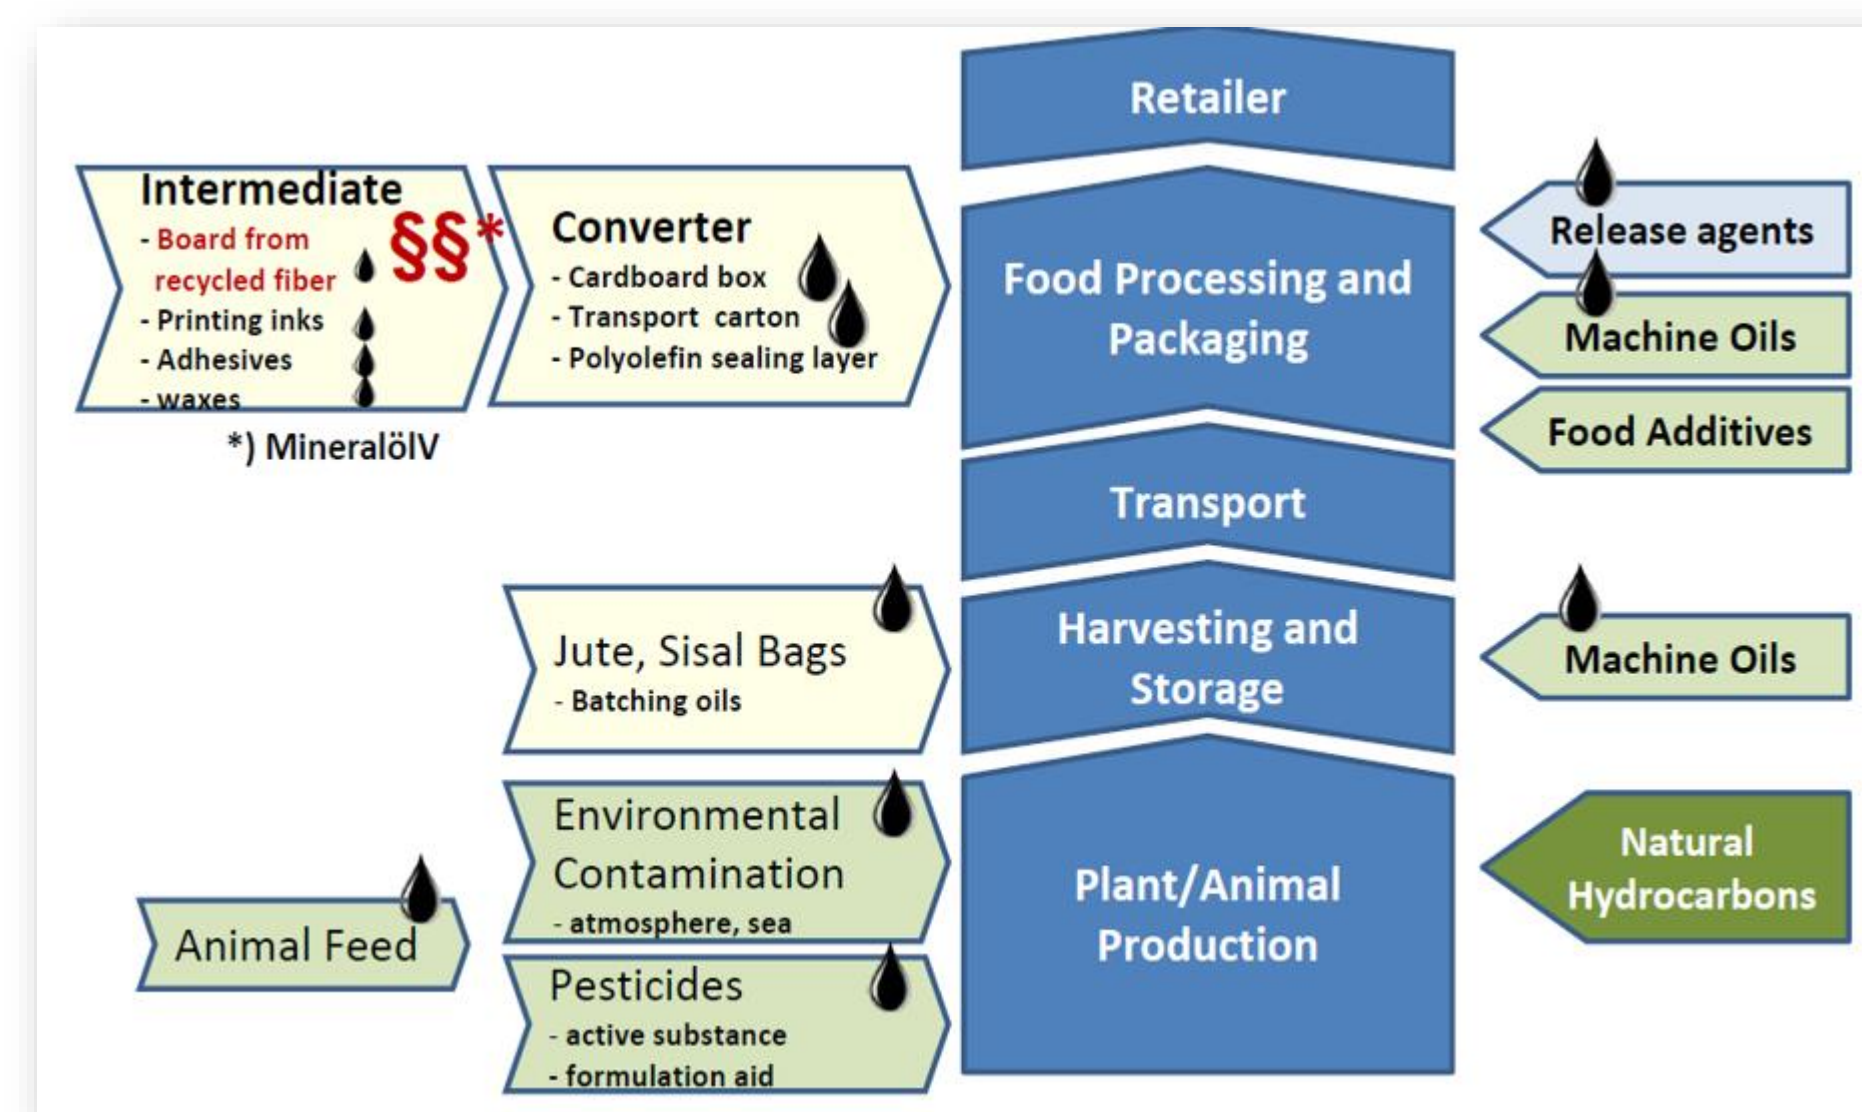 Retailer
Intermediate
- Board from
recycled fiber
§§*
- Printing inks
- Adhesives
- waxes
*) MineralölV
Converter
- Cardboard box
- Transport carton
- Polyolefin sealing layer
Food Processing and
Packaging
Release agents
Machine Oils
Food Additives
Transport
Jute, Sisal Bags
- Batching oils
Harvesting and
Storage
Machine Oils
Environmental
Contamination
- atmosphere, sea
Animal Feed
Pesticides
- active substance
- formulation aid
Plant/Animal
Production
Natural
Hydrocarbons